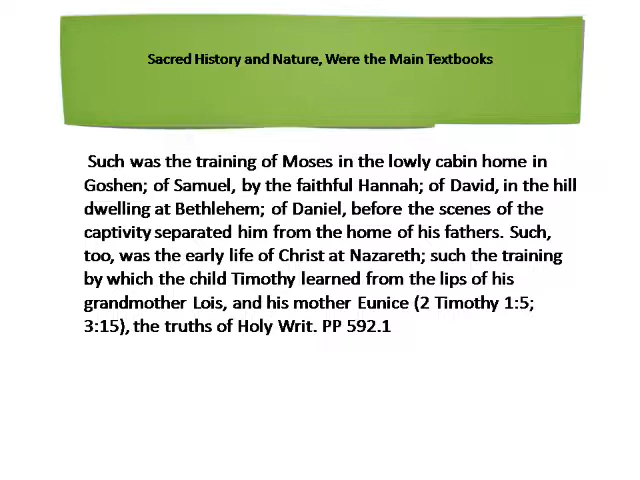 Sacred History and Nature, Were the Main Textbooks
Such was the training of Moses in the lowly cabin home in
Goshen; of Samuel, by the faithful Hannah; of David, in the hill
dwelling at Bethlehem; of Daniel, before the scenes of the
captivity separated him from the home of his fathers. Such,
too, was the early life of Christ at Nazareth; such the training
by which the child Timothy learned from the lips of his
grandmother Lois, and his mother Eunice (2 Timothy 1:5;
3:15), the truths of Holy Writ. PP 592.1